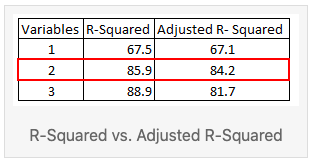 Variables R-Squared Adjusted R- Squared
1 67.5 67.1
2 85.9 84.2
3 88.9 81.7
R-Squared vs. Adjusted R-Squared